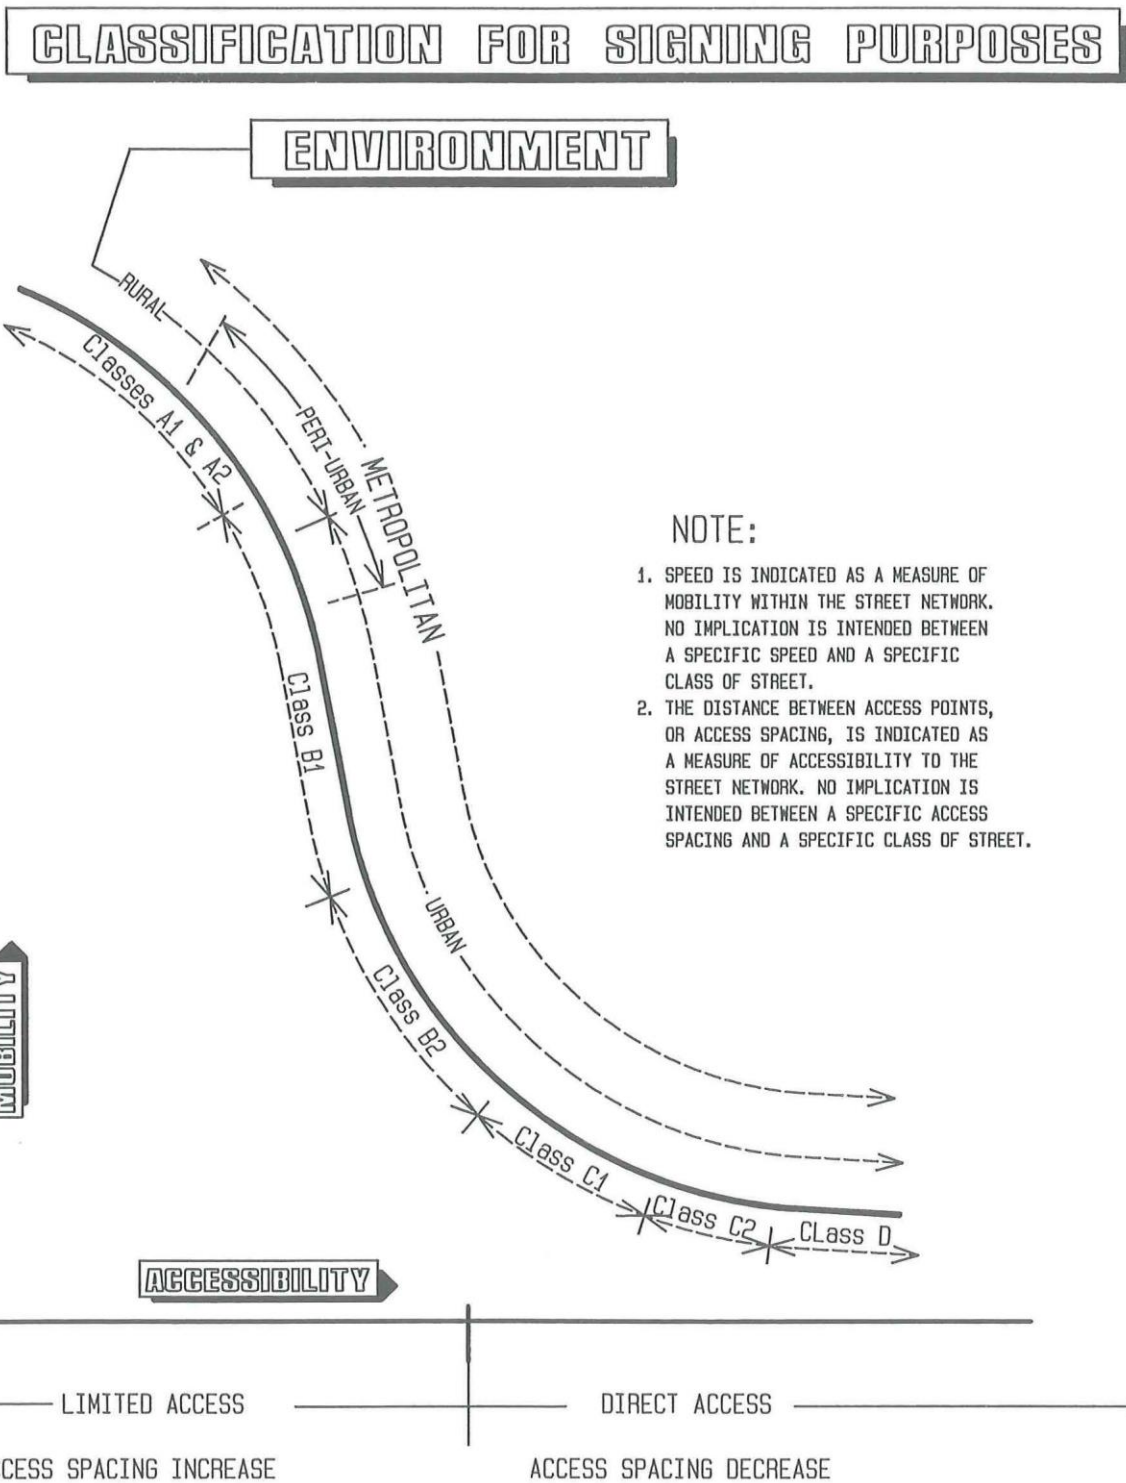 CLASSIFICATION FOR SIGNING PURPOSES
ENVIRONMENT
RURAL
Classes A1 & A2
PERI-URBAN
METROPOLITAN
NOTE:
1. SPEED IS INDICATED AS A MEASURE OF
MOBILITY WITHIN THE STREET NETWORK.
NO IMPLICATION IS INTENDED BETWEEN
A SPECIFIC SPEED AND A SPECIFIC
CLASS OF STREET.
2. THE DISTANCE BETWEEN ACCESS POINTS,
OR ACCESS SPACING, IS INDICATED AS
A MEASURE OF ACCESSIBILITY TO THE
STREET NETWORK. NO IMPLICATION IS
INTENDED BETWEEN A SPECIFIC ACCESS
SPACING AND A SPECIFIC CLASS OF STREET.
Class B1
URBAN
MOBILITY
Class B2
Class C1
Class C2
CLass D
ACCESSIBILITY
LIMITED ACCESS
DIRECT ACCESS
CCESS SPACING INCREASE
ACCESS SPACING DECREASE